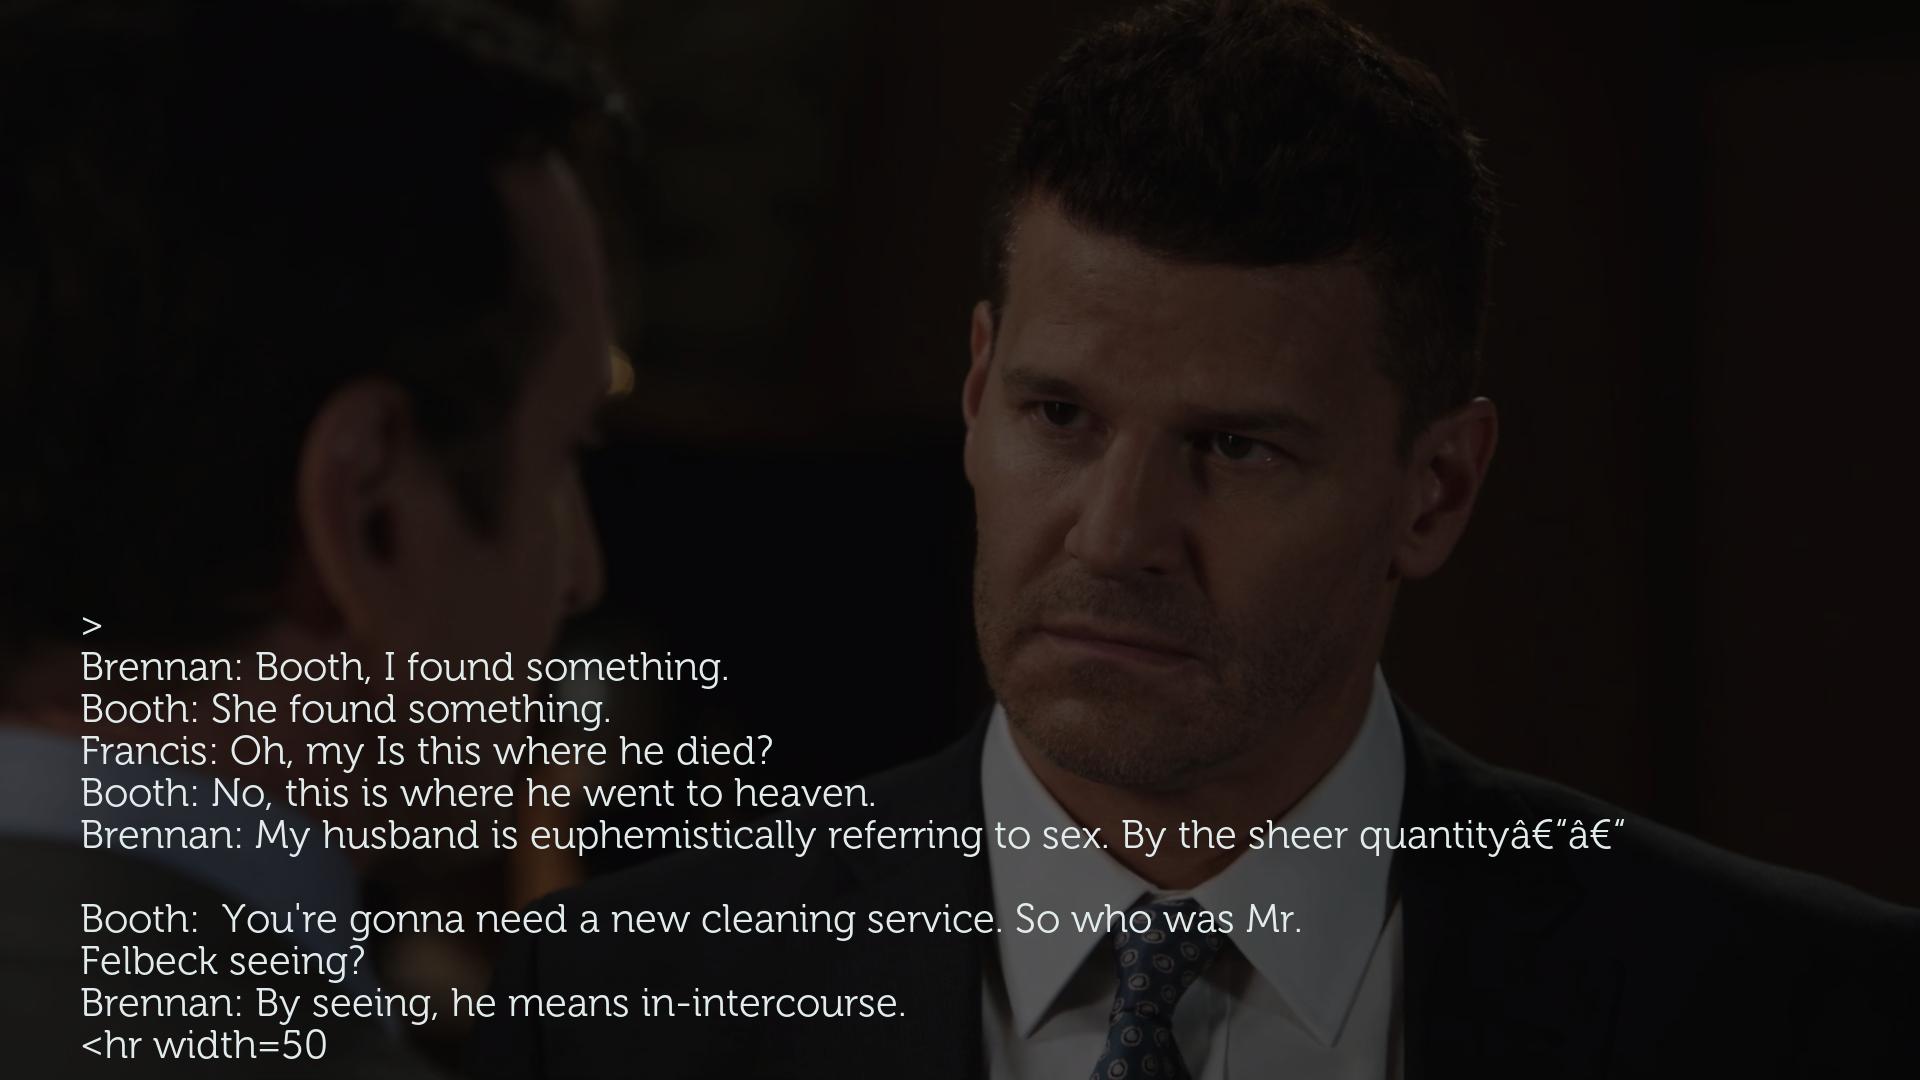 >
Brennan: Booth, I found something.
Booth: She found something.
Francis: Oh, my Is this where he died?
Booth: No, this is where he went to heaven.
Brennan: My husband is euphemistically referring to sex. By the sheer quantityâ€“â€“
Booth:  You're gonna need a new cleaning service. So who was Mr.
Felbeck seeing?
Brennan: By seeing, he means in-intercourse.
<hr width=50